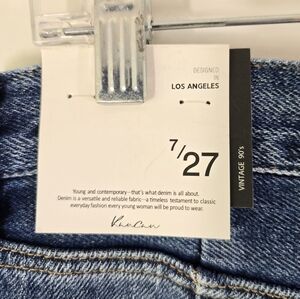 DESIGNED
IN
LOS ANGELES
7/27
VINTAGE 90's
Young and contemporary-that's what denim is all about.
Denim is a versatile and reliable fabric-a timeless testament to classic
everyday fashion every young woman will be proud to wear.
KanCan